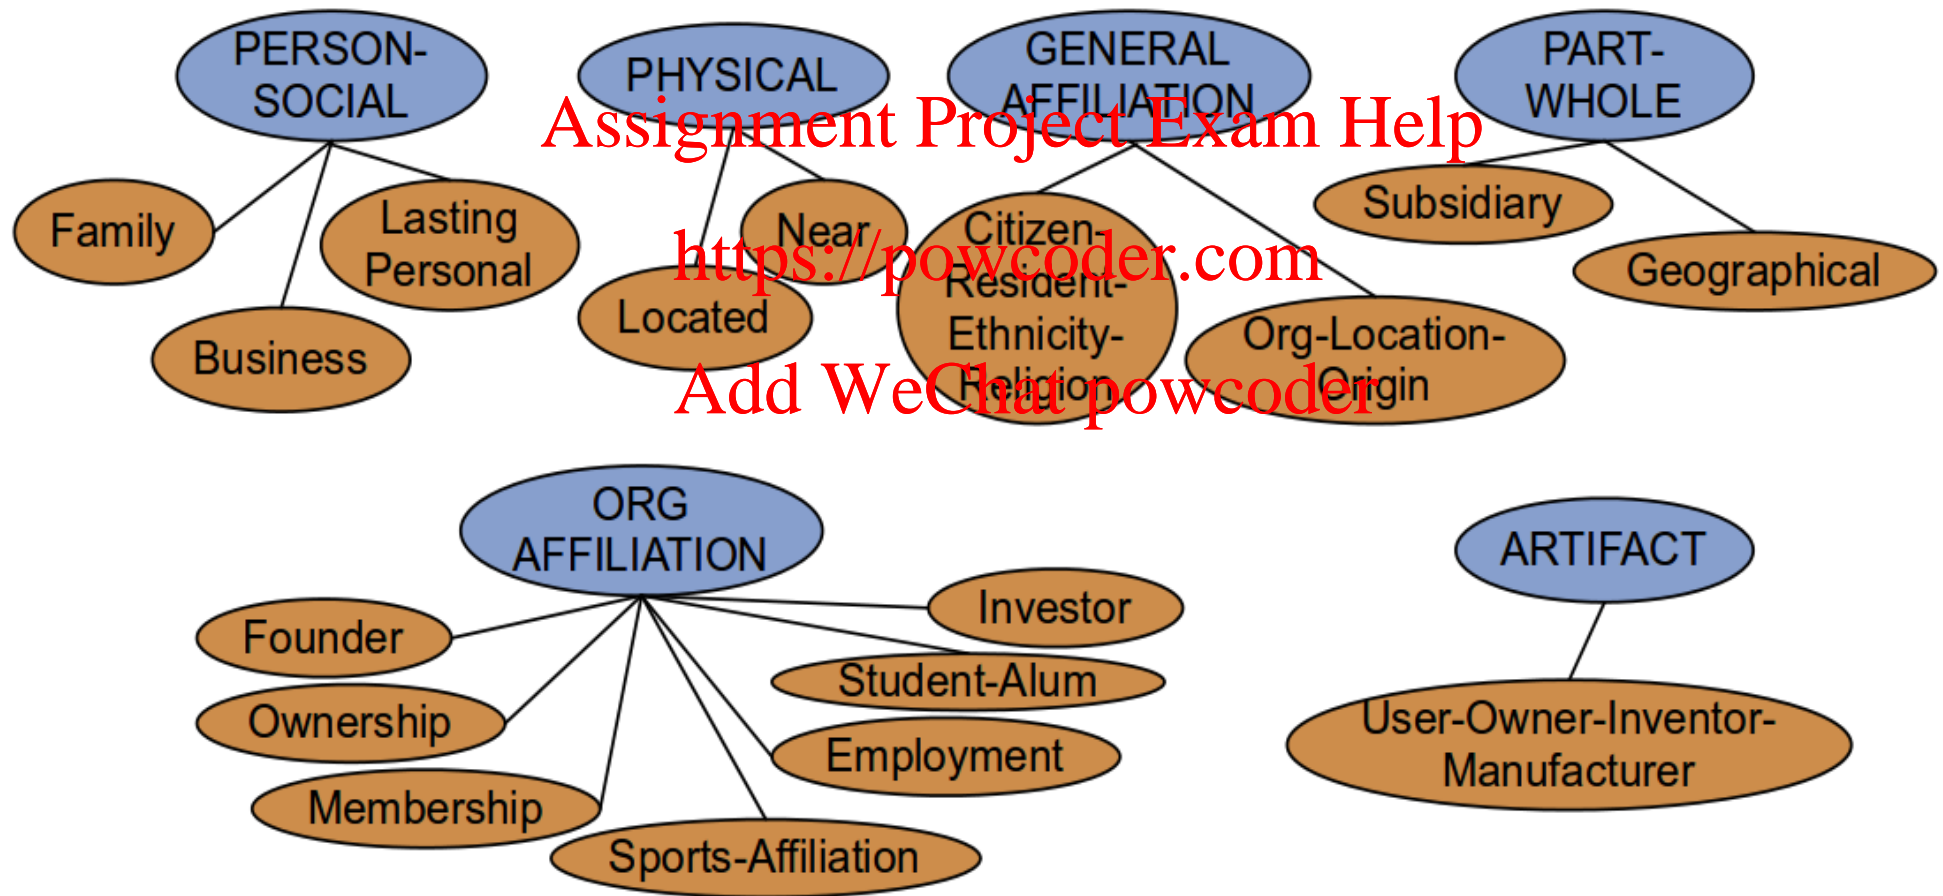 PERSON-
SOCIAL
PHYSICAL
GENERAL
AFFILIATION
PART-
WHOLE
Assignment Project Exam Help
Family
Lasting
Personal
Business
Near
Located
Citizen-
Resident-
Ethnicity-
Religion
Org-Location-
Origin
Subsidiary
Geographical
https://powcoder.com
Add WeChat powcoder
ORG
AFFILIATION
Founder
Ownership
Membership
Sports-Affiliation
Employment
Student-Alum
Investor
ARTIFACT
User-Owner-Inventor-
Manufacturer